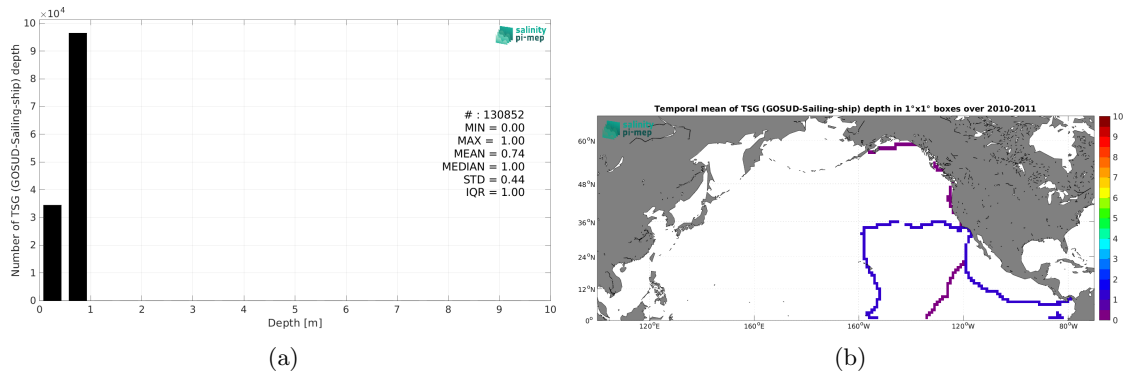 ×10⁴
10
9
8
7
6
5
4
3
2
1
0
Number of TSG (GOSUD-Sailing-ship) depth
salinity
pi-mep
# : 130852
MIN = 0.00
MAX = 1.00
MEAN = 0.74
MEDIAN = 1.00
STD = 0.44
IQR = 1.00
0 1 2 3 4 5 6 7 8 9 10
Depth [m]
(a)
Temporal mean of TSG (GOSUD-Sailing-ship) depth in 1°x1° boxes over 2010-2011
salinity
pi-mep
60°N
48°N
36°N
24°N
12°N
0°
120°E 160°E 160°W 120°W 80°W
10
9
8
7
6
5
4
3
2
1
0
(b)